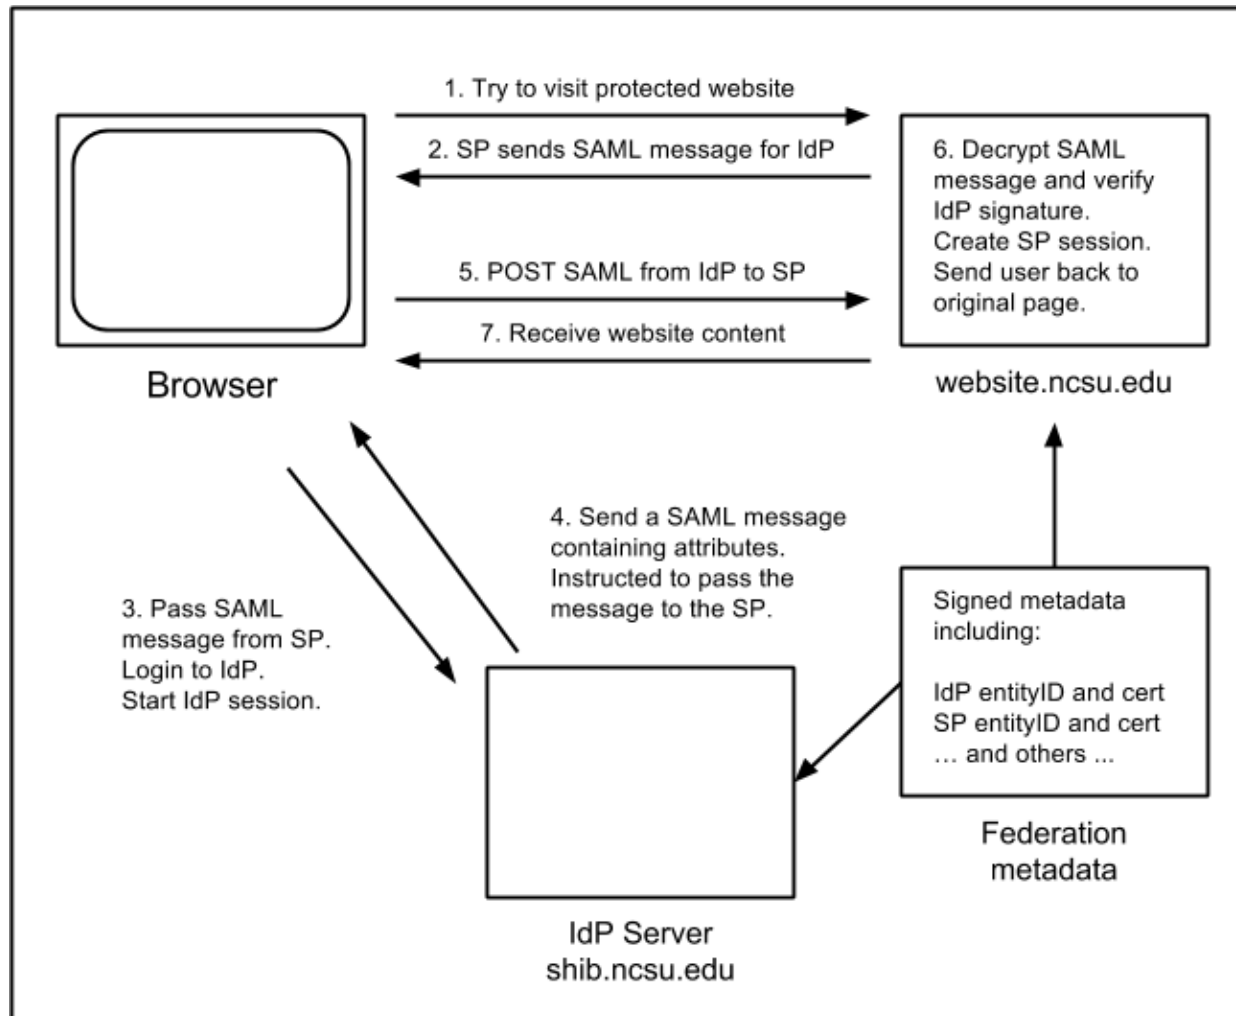 1. Try to visit protected website
2. SP sends SAML message for IdP
5. POST SAML from IdP to SP
7. Receive website content
Browser
6. Decrypt SAML
message and verify
IdP signature.
Create SP session.
Send user back to
original page.
website.ncsu.edu
3. Pass SAML
message from SP.
Login to IdP.
Start IdP session.
4. Send a SAML message
containing attributes.
Instructed to pass the
message to the SP.
Signed metadata
including:
IdP entityID and cert
SP entityID and cert
… and others ...
Federation
metadata
IdP Server
shib.ncsu.edu